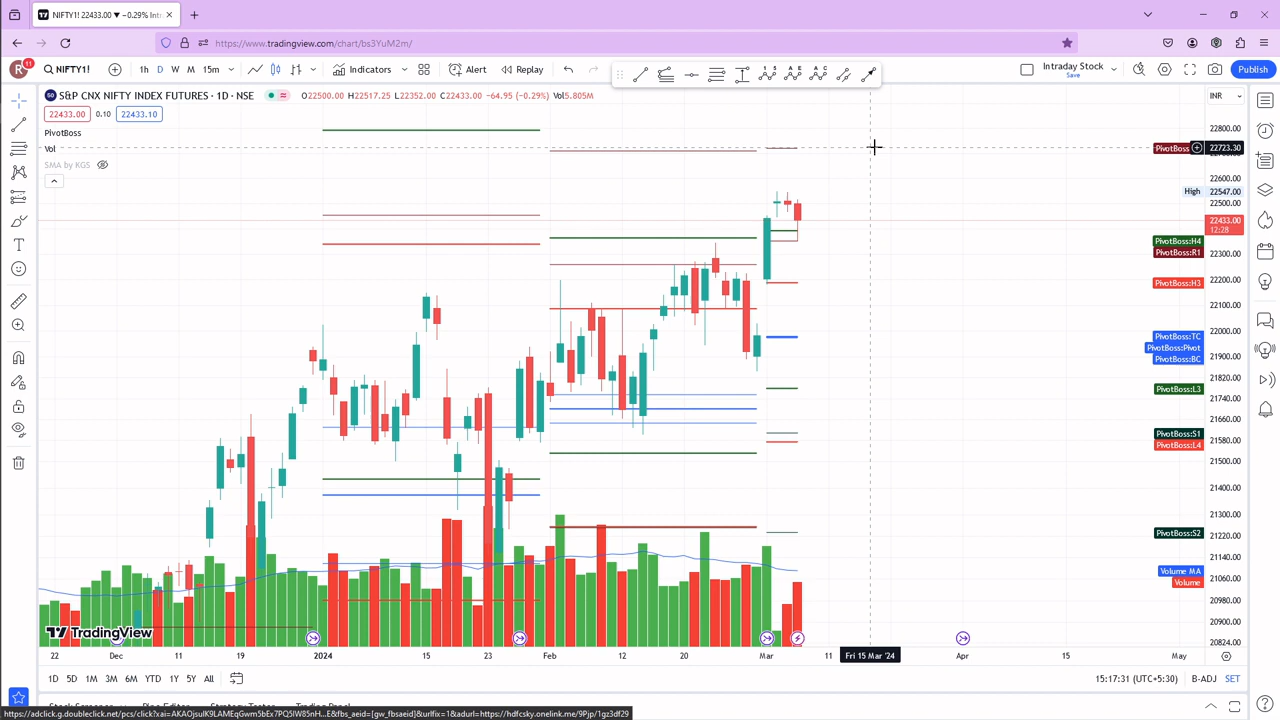 NIFTY1! 22433.00 ▼ −0.29% Int
https://www.tradingview.com/chart/bs3YuM2m/
R 11 NIFTY1! 1h D W M 15m Indicators Alert Replay Intraday Stock Save Publish
S&P CNX NIFTY INDEX FUTURES · 1D · NSE O22500.00 H22517.25 L22352.00 C22433.00 −64.95 (−0.29%) Vol5.805M INR
22433.00 0.10 22433.10
PivotBoss
Vol
SMA by KGS
22800.00
PivotBoss 22723.30
22600.00
High 22547.00
22500.00
22433.00
12:28
PivotBoss:H4
PivotBoss:R1 22300.00
22200.00
PivotBoss:H3
22100.00
22000.00
PivotBoss:TC
PivotBoss:Pivot
PivotBoss:BC 21900.00
21820.00
PivotBoss:L3
21740.00
21660.00
PivotBoss:S1
PivotBoss:L4 21580.00
21500.00
21400.00
21300.00
PivotBoss:S2
21220.00
21140.00
Volume MA
Volume 21060.00
20980.00
20900.00
20824.00
TradingView
22 Dec 11 19 2024 15 23 Feb 12 20 Mar 11 Fri 15 Mar '24 Apr 15 May
1D 5D 1M 3M 6M YTD 1Y 5Y All 15:17:31 (UTC+5:30) B-ADJ SET